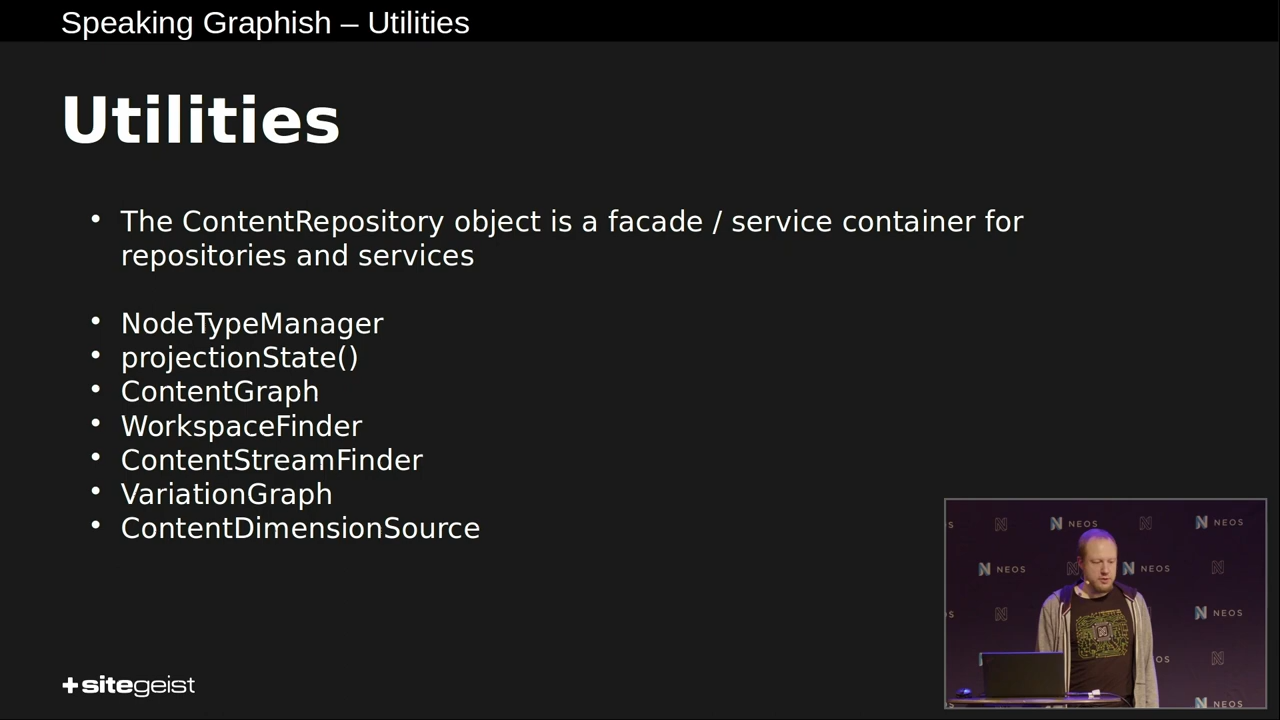 Speaking Graphish – Utilities
Utilities
• The ContentRepository object is a facade / service container for
repositories and services
• NodeTypeManager
• projectionState()
• ContentGraph
• WorkspaceFinder
• ContentStreamFinder
• VariationGraph
• ContentDimensionSource
NEOS
NEOS
NEOS
NEOS
NEOS
NEOS
+sitegeist